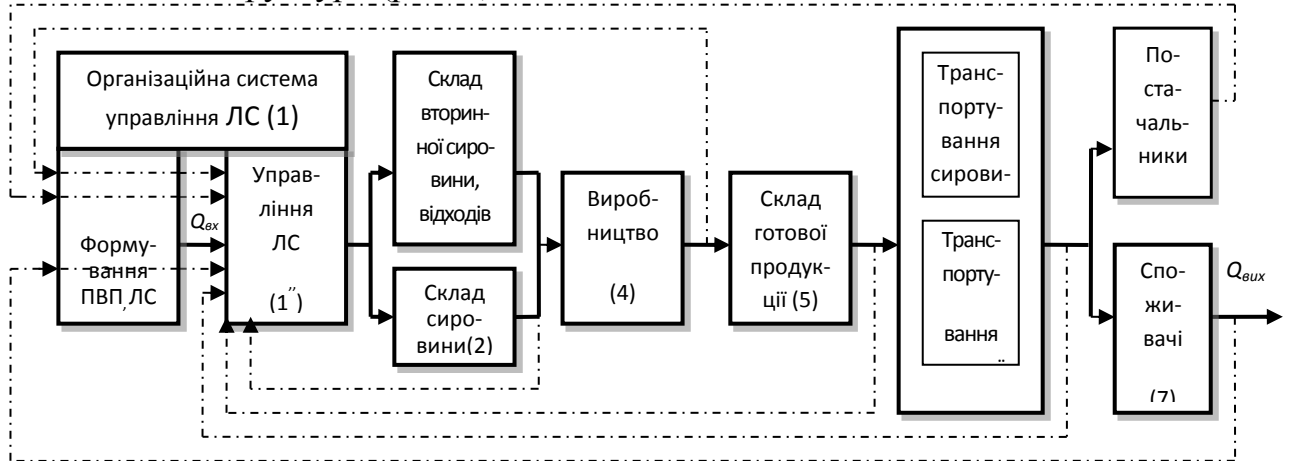 Організаційна система
управління ЛС (1)
Форму-
вання
ПВП ЛС
Qвх
Управ-
ління
ЛС
(1'')
Склад
вторин-
ної сиро-
вини,
відходів
Склад
сиро-
вини(2)
Вироб-
ництво
(4)
Склад
готової
продук-
ції (5)
Транс-
порту-
вання
сирови-
Транс-
порту-
вання
По-
ста-
чаль-
ники
Спо-
жи-
вачі
(7)
Qвих